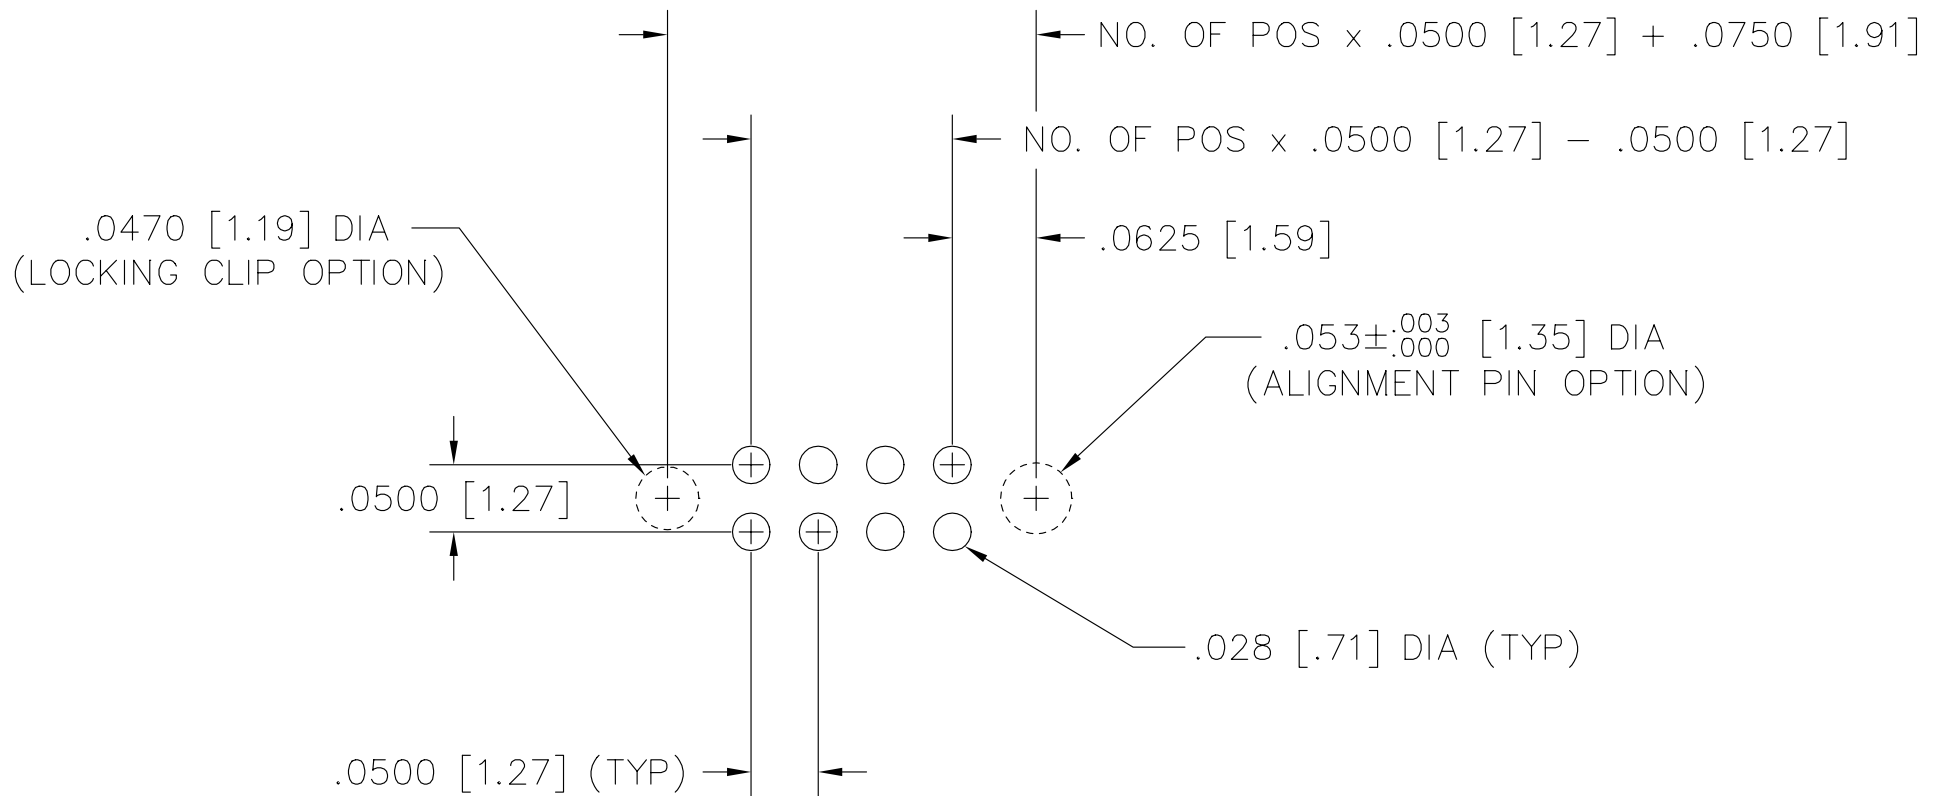 NO. OF POS x .0500 [1.27] + .0750 [1.91]
NO. OF POS x .0500 [1.27] – .0500 [1.27]
.0470 [1.19] DIA
(LOCKING CLIP OPTION)
.0625 [1.59]
.053±.003 .000 [1.35] DIA
(ALIGNMENT PIN OPTION)
.0500 [1.27]
.028 [.71] DIA (TYP)
.0500 [1.27] (TYP)